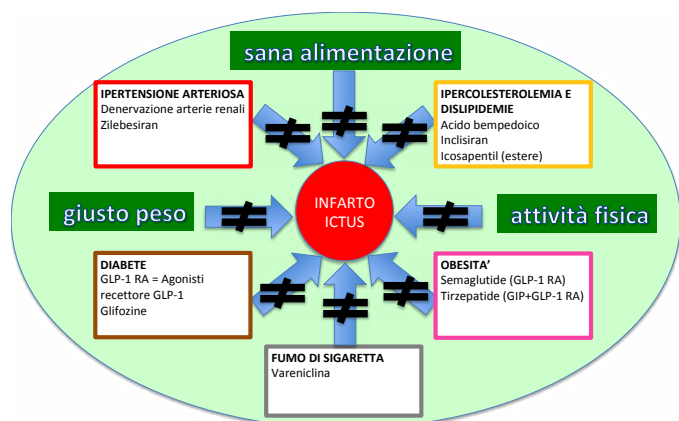 sana alimentazione
IPERTENSIONE ARTERIOSA
Denervazione arterie renali
Zilebesiran
IPERCOLESTEROLEMIA E
DISLIPIDEMIE
Acido bempedoico
Inclisiran
Icosapentil (estere)
giusto peso
INFARTO
ICTUS
attività fisica
DIABETE
GLP-1 RA = Agonisti
recettore GLP-1
Glifozine
OBESITA’
Semaglutide (GLP-1 RA)
Tirzepatide (GIP+GLP-1 RA)
FUMO DI SIGARETTA
Vareniclina